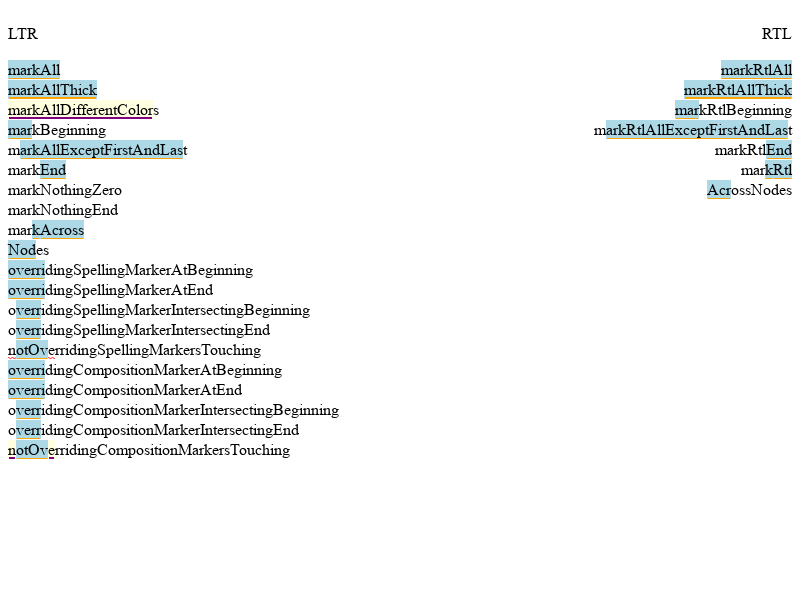 LTR
markAll
markAllThick
markAllDifferentColors
markBeginning
markAllExceptFirstAndLast
markEnd
markNothingZero
markNothingEnd
markAcross
Nodes
overridingSpellingMarkerAtBeginning
overridingSpellingMarkerAtEnd
overridingSpellingMarkerIntersectingBeginning
overridingSpellingMarkerIntersectingEnd
notOverridingSpellingMarkersTouching
overridingCompositionMarkerAtBeginning
overridingCompositionMarkerAtEnd
overridingCompositionMarkerIntersectingBeginning
overridingCompositionMarkerIntersectingEnd
notOverridingCompositionMarkersTouching
RTL
markRtlAll
markRtlAllThick
markRtlBeginning
markRtlAllExceptFirstAndLast
markRtlEnd
markRtl
AcrossNodes